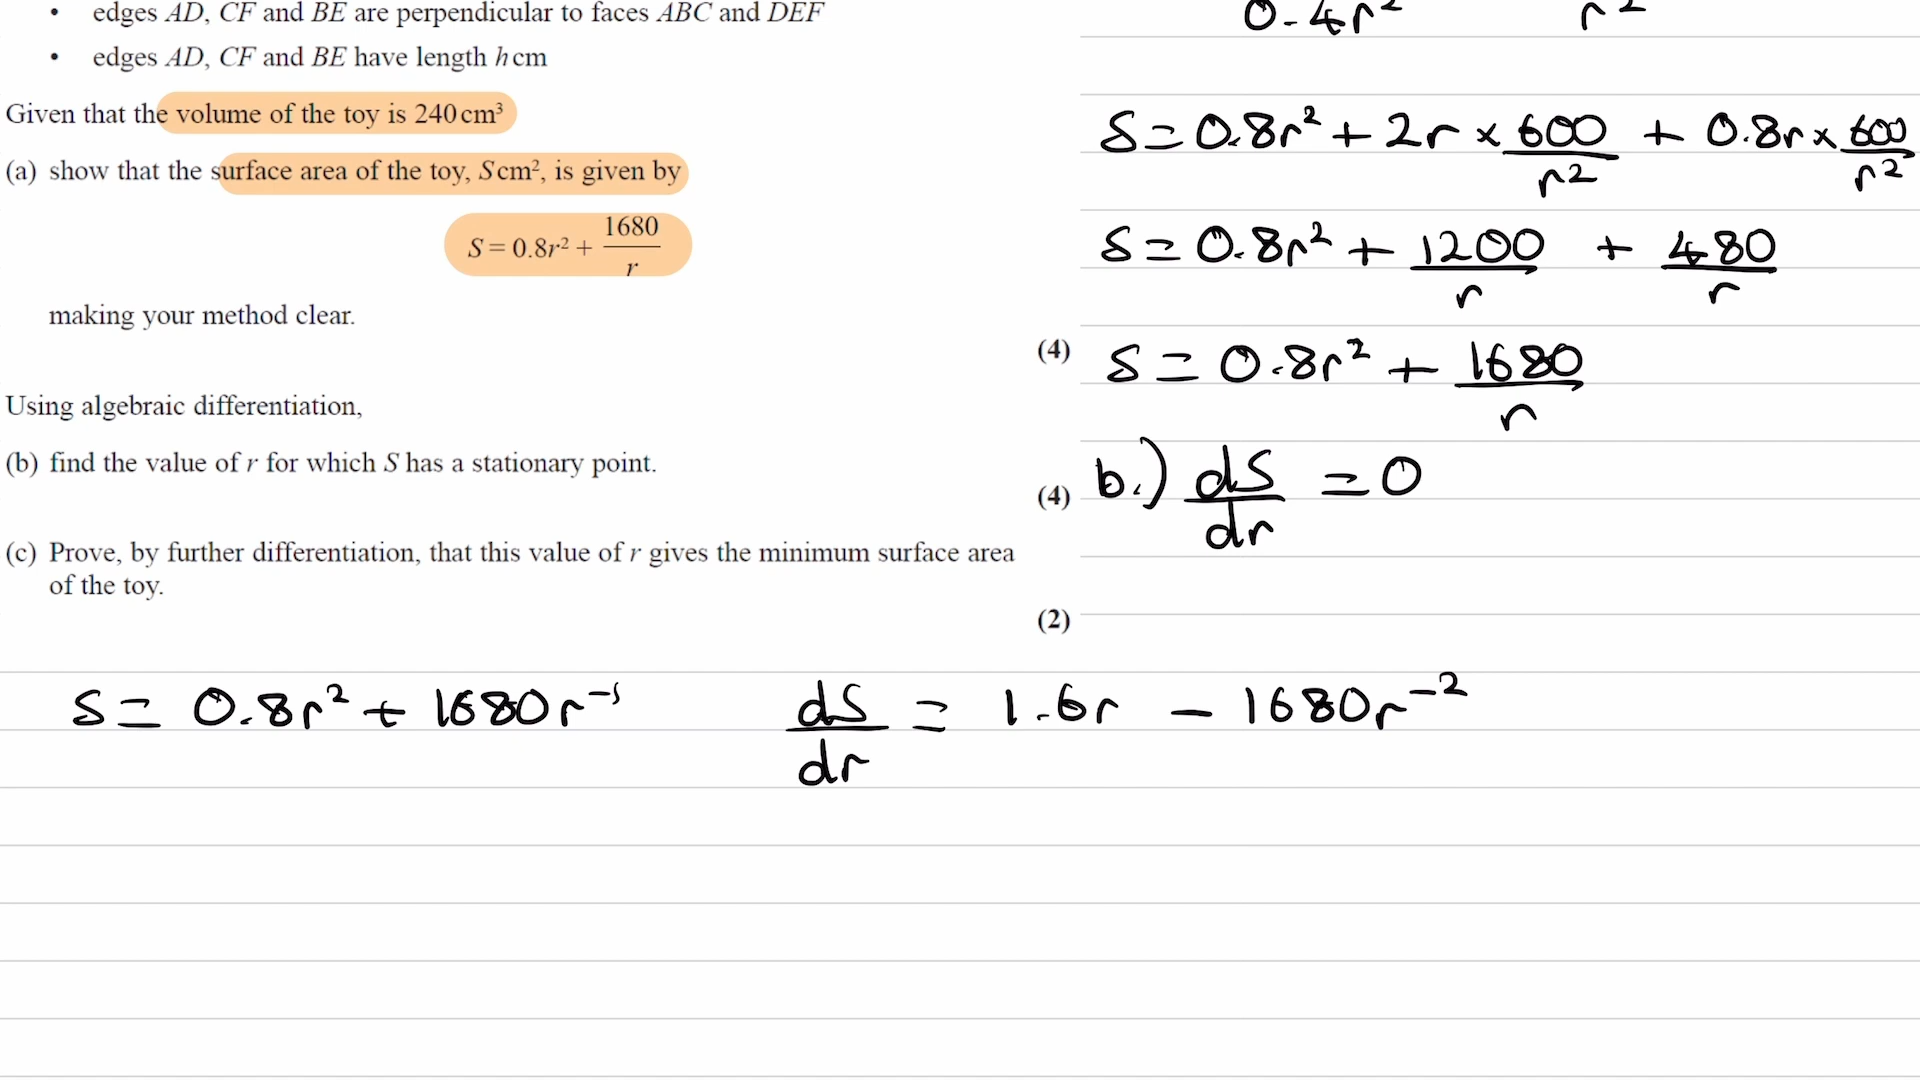 • edges AD, CF and BE are perpendicular to faces ABC and DEF
• edges AD, CF and BE have length h cm
Given that the volume of the toy is 240 cm³
(a) show that the surface area of the toy, S cm², is given by
S = 0.8r² + 1680/r
making your method clear.
(4)
Using algebraic differentiation,
(b) find the value of r for which S has a stationary point.
(4)
(c) Prove, by further differentiation, that this value of r gives the minimum surface area
of the toy.
(2)
0.4r² r²
S = 0.8r² + 2r × 600/r² + 0.8r × 600/r²
S = 0.8r² + 1200/r + 480/r
S = 0.8r² + 1680/r
b.) dS/dr = 0
S = 0.8r² + 1680r⁻¹ dS/dr = 1.6r - 1680r⁻²